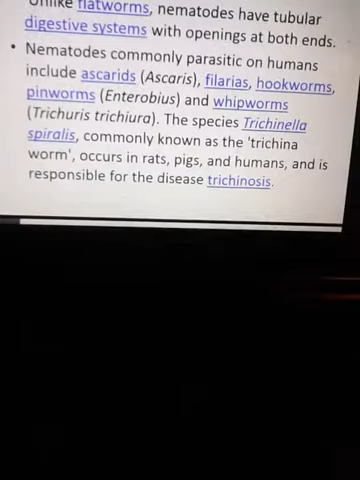 Unlike flatworms, nematodes have tubular
digestive systems with openings at both ends.
• Nematodes commonly parasitic on humans
include ascarids (Ascaris), filarias, hookworms,
pinworms (Enterobius) and whipworms
(Trichuris trichiura). The species Trichinella
spiralis, commonly known as the 'trichina
worm', occurs in rats, pigs, and humans, and is
responsible for the disease trichinosis.